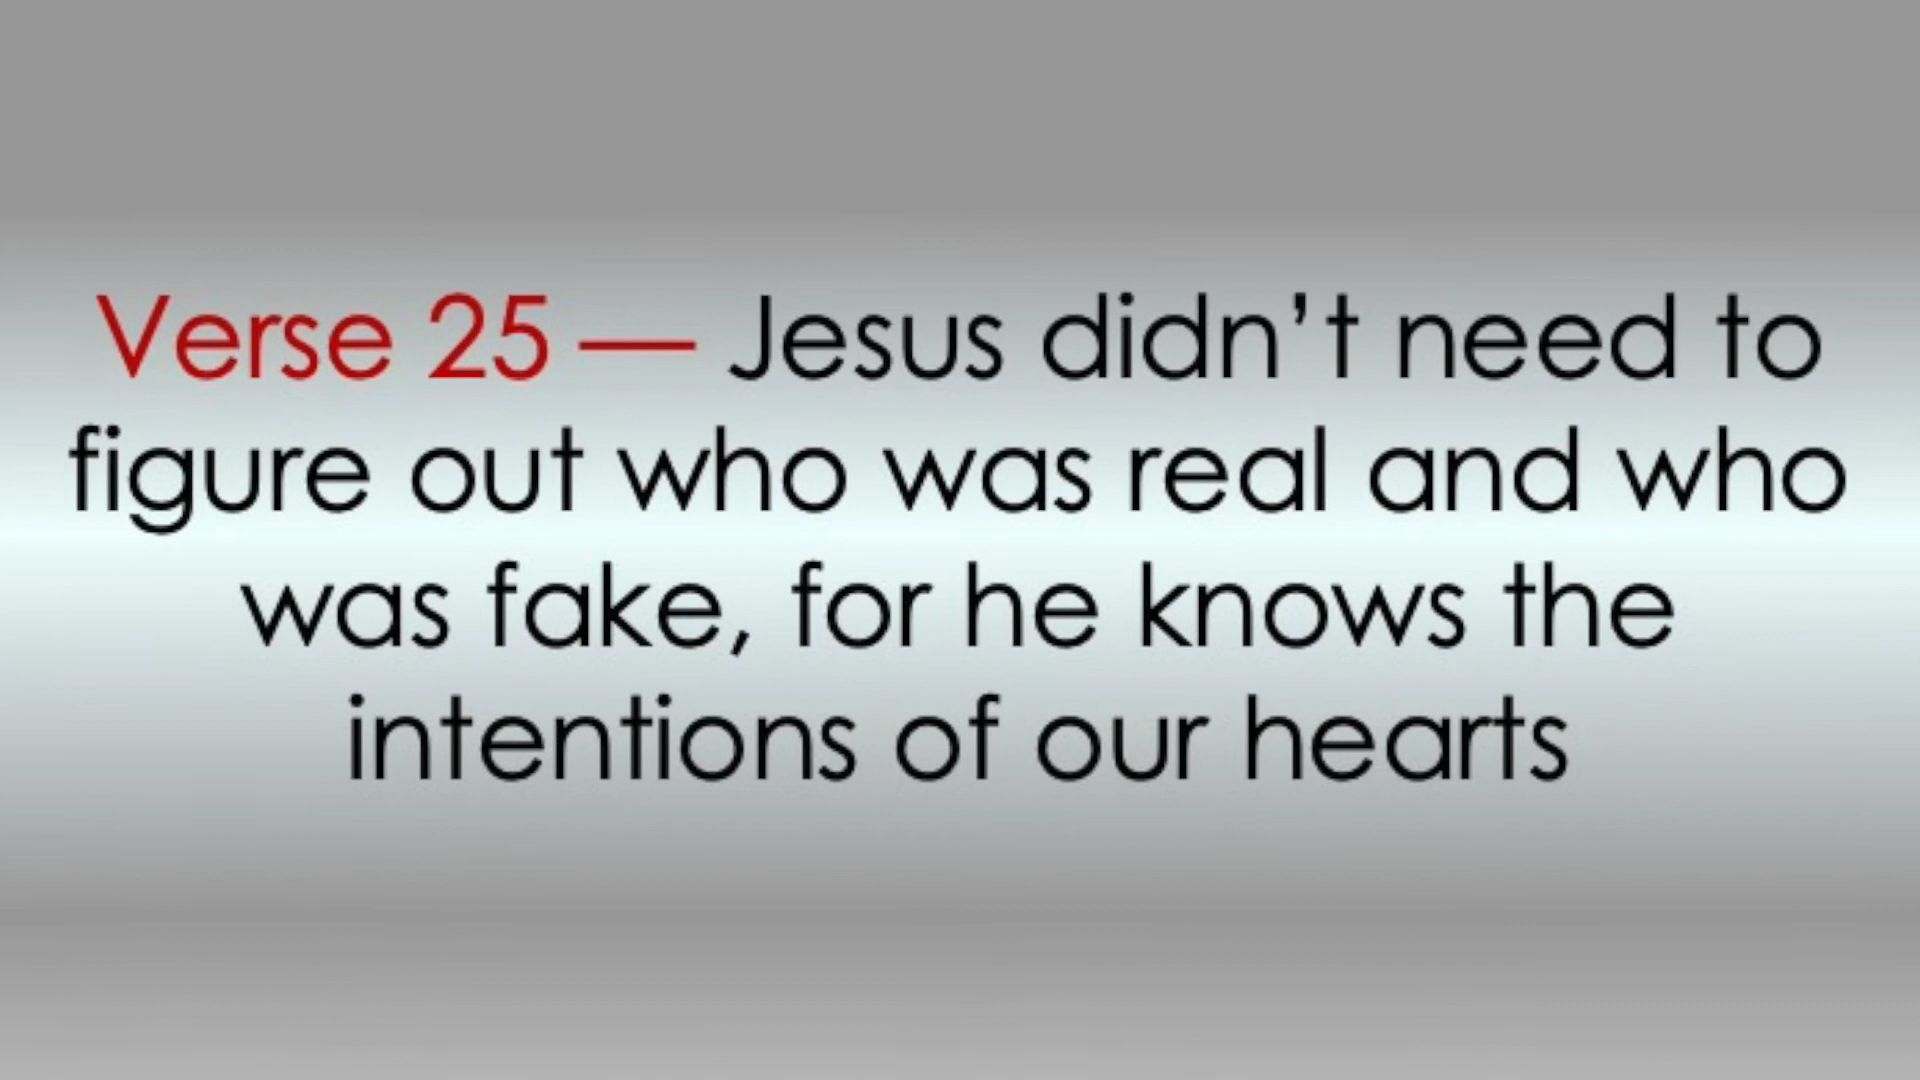 Verse 25 — Jesus didn’t need to
figure out who was real and who
was fake, for he knows the
intentions of our hearts